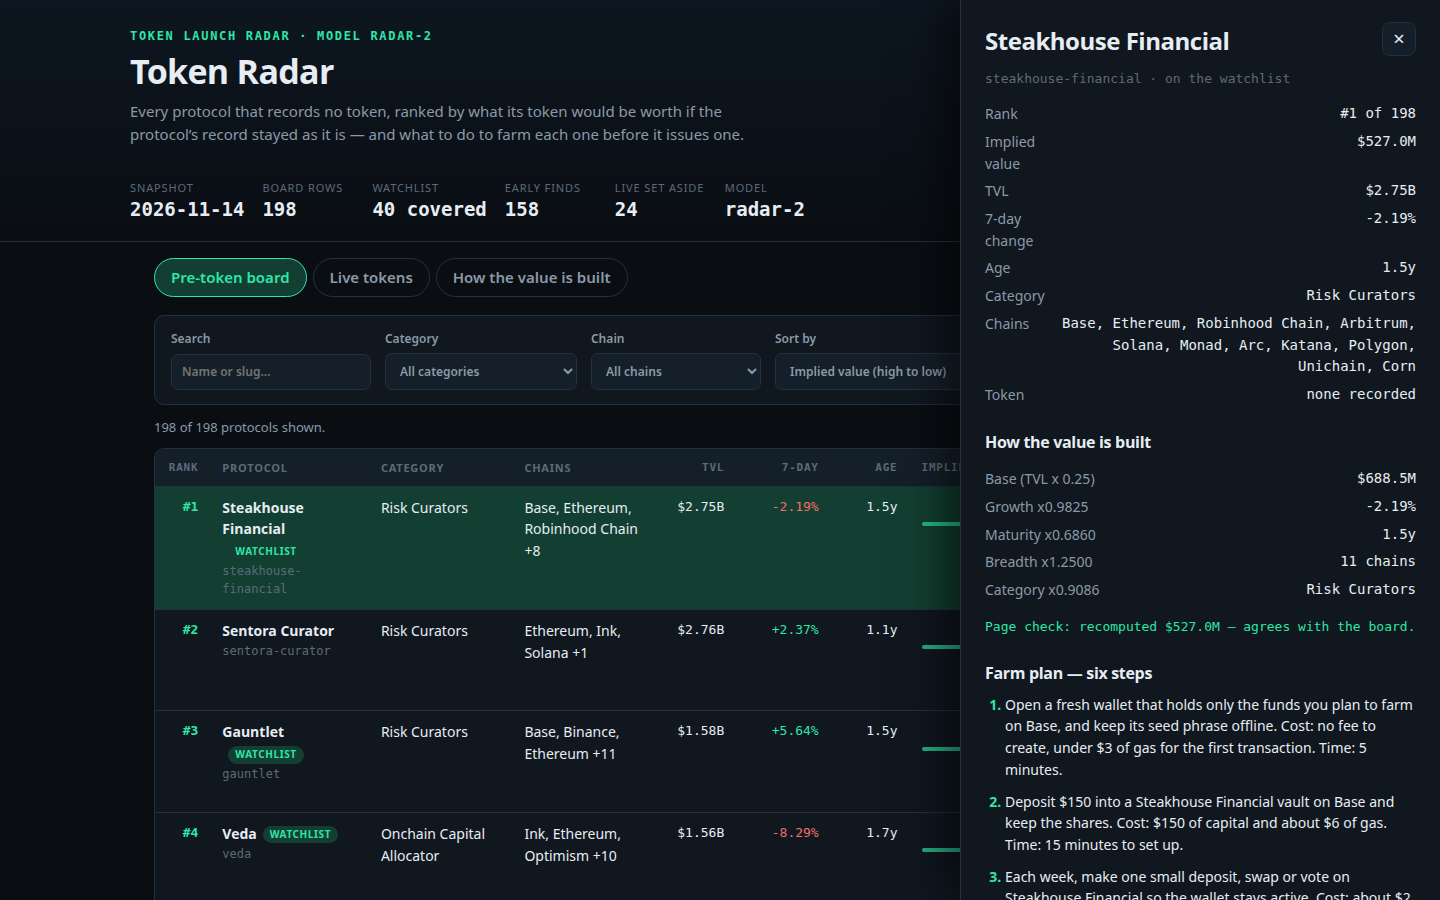 TOKEN LAUNCH RADAR · MODEL RADAR-2
Token Radar
Every protocol that records no token, ranked by what its token would be worth if the
protocol's record stayed as it is — and what to do to farm each one before it issues one.
SNAPSHOT BOARD ROWS WATCHLIST EARLY FINDS LIVE SET ASIDE MODEL
2026-11-14 198 40 covered 158 24 radar-2
Pre-token board Live tokens How the value is built
Search Category Chain Sort by
Name or slug... All categories All chains Implied value (high to low)
198 of 198 protocols shown.
RANK PROTOCOL CATEGORY CHAINS TVL 7-DAY AGE
#1 Steakhouse Risk Curators Base, Ethereum, $2.75B -2.19% 1.5y
Financial Robinhood Chain
WATCHLIST +8
steakhouse-
financial
#2 Sentora Curator Risk Curators Ethereum, Ink, $2.76B +2.37% 1.1y
sentora-curator Solana +1
#3 Gauntlet Risk Curators Base, Binance, $1.58B +5.64% 1.5y
WATCHLIST Ethereum +11
gauntlet
#4 Veda WATCHLIST Onchain Capital Ink, Ethereum, $1.56B -8.29% 1.7y
veda Allocator Optimism +10
Steakhouse Financial ✕
steakhouse-financial · on the watchlist
Rank #1 of 198
Implied $527.0M
value
TVL $2.75B
7-day -2.19%
change
Age 1.5y
Category Risk Curators
Chains Base, Ethereum, Robinhood Chain, Arbitrum,
Solana, Monad, Arc, Katana, Polygon,
Unichain, Corn
Token none recorded
How the value is built
Base (TVL x 0.25) $688.5M
Growth x0.9825 -2.19%
Maturity x0.6860 1.5y
Breadth x1.2500 11 chains
Category x0.9086 Risk Curators
Page check: recomputed $527.0M — agrees with the board.
Farm plan — six steps
1. Open a fresh wallet that holds only the funds you plan to farm
on Base, and keep its seed phrase offline. Cost: no fee to
create, under $3 of gas for the first transaction. Time: 5
minutes.
2. Deposit $150 into a Steakhouse Financial vault on Base and
keep the shares. Cost: $150 of capital and about $6 of gas.
Time: 15 minutes to set up.
3. Each week, make one small deposit, swap or vote on
Steakhouse Financial so the wallet stays active. Cost: about $2